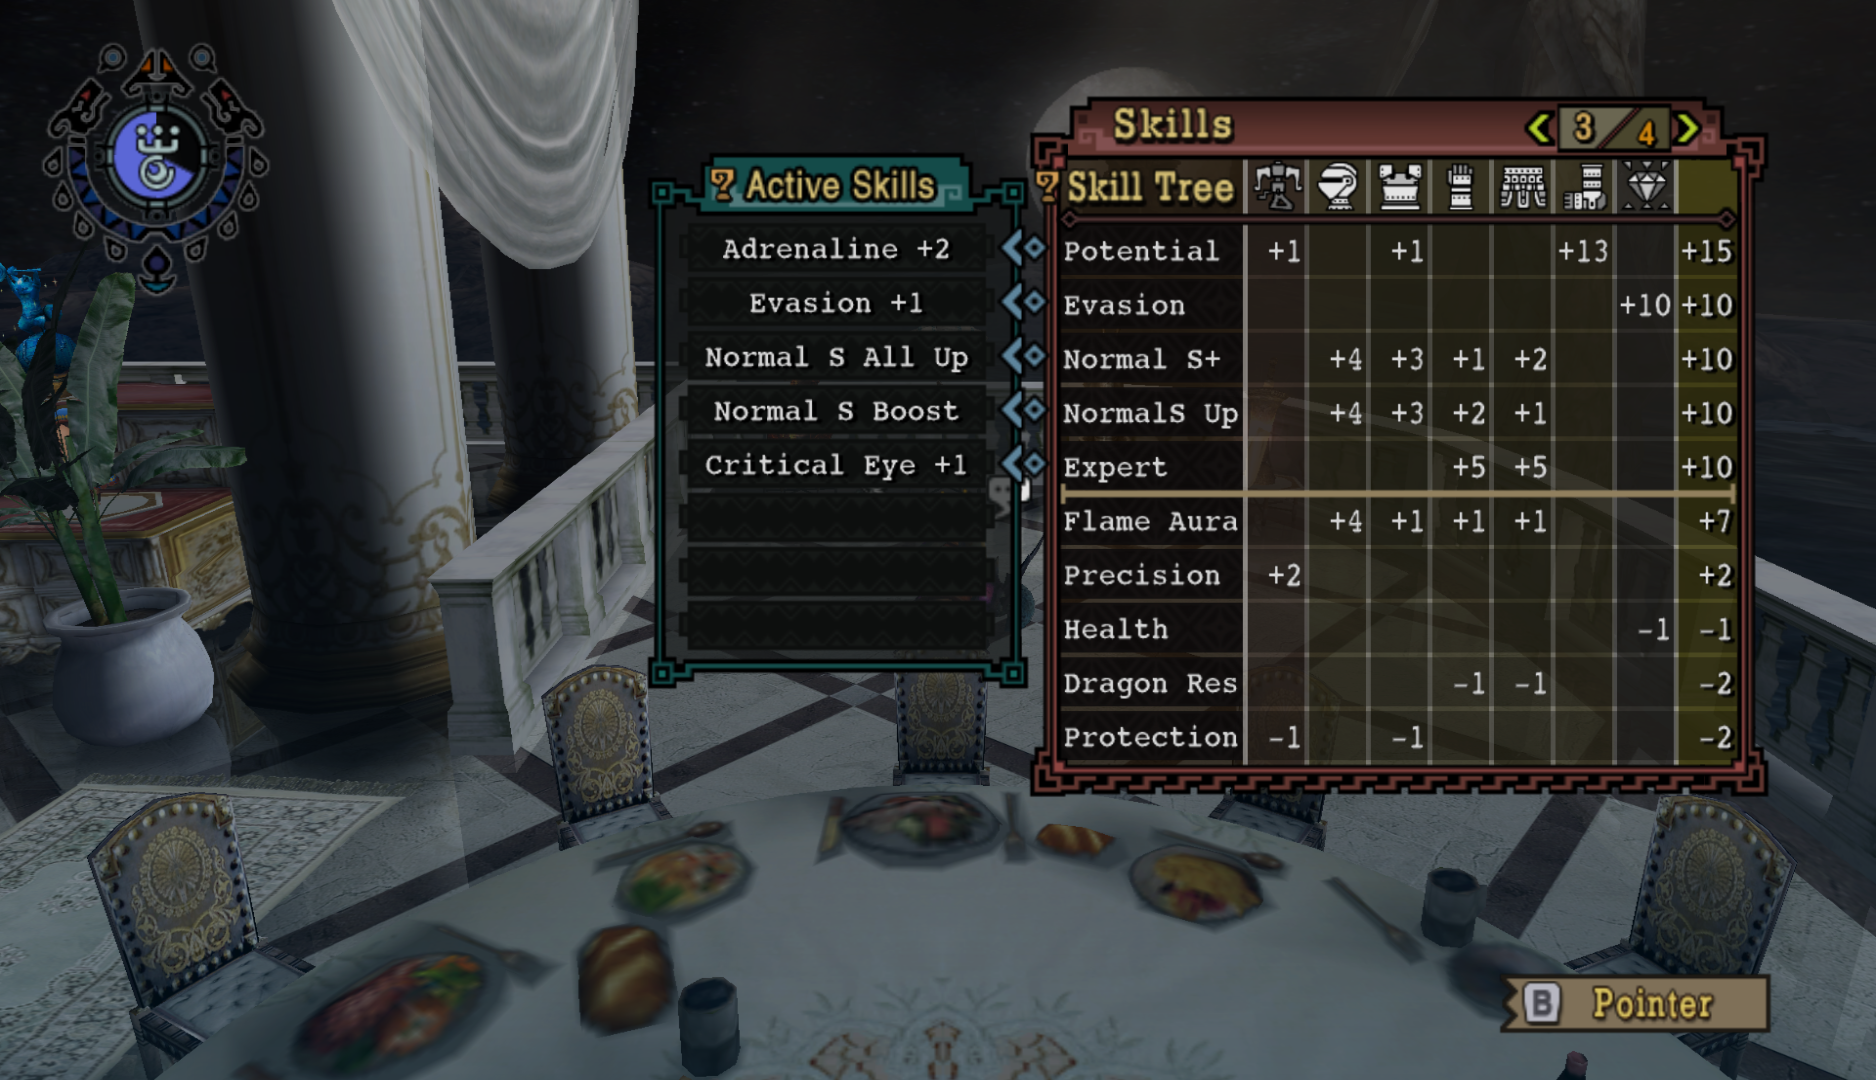 Skills
3 / 4
? Active Skills
Adrenaline +2
Evasion +1
Normal S All Up
Normal S Boost
Critical Eye +1
? Skill Tree
Potential +1 +1 +13 +15
Evasion +10 +10
Normal S+ +4 +3 +1 +2 +10
NormalS Up +4 +3 +2 +1 +10
Expert +5 +5 +10
Flame Aura +4 +1 +1 +1 +7
Precision +2 +2
Health -1 -1
Dragon Res -1 -1 -2
Protection -1 -1 -2
B Pointer